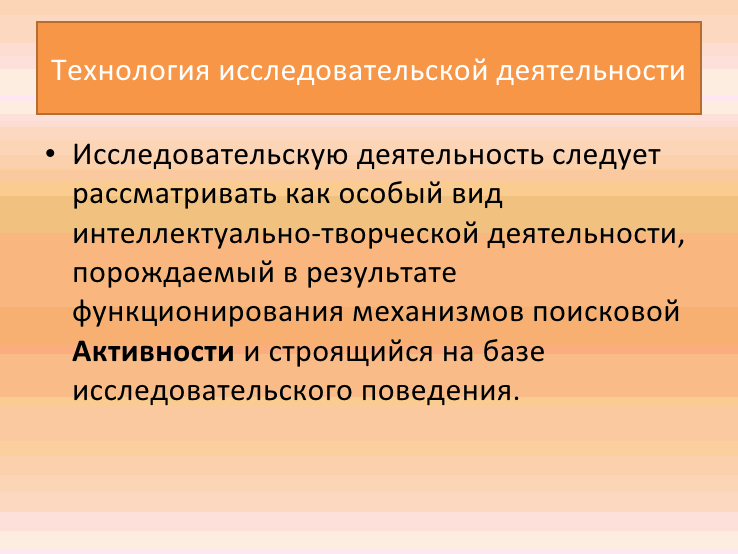 Технология исследовательской деятельности
• Исследовательскую деятельность следует
рассматривать как особый вид
интеллектуально-творческой деятельности,
порождаемый в результате
функционирования механизмов поисковой
Активности и строящийся на базе
исследовательского поведения.